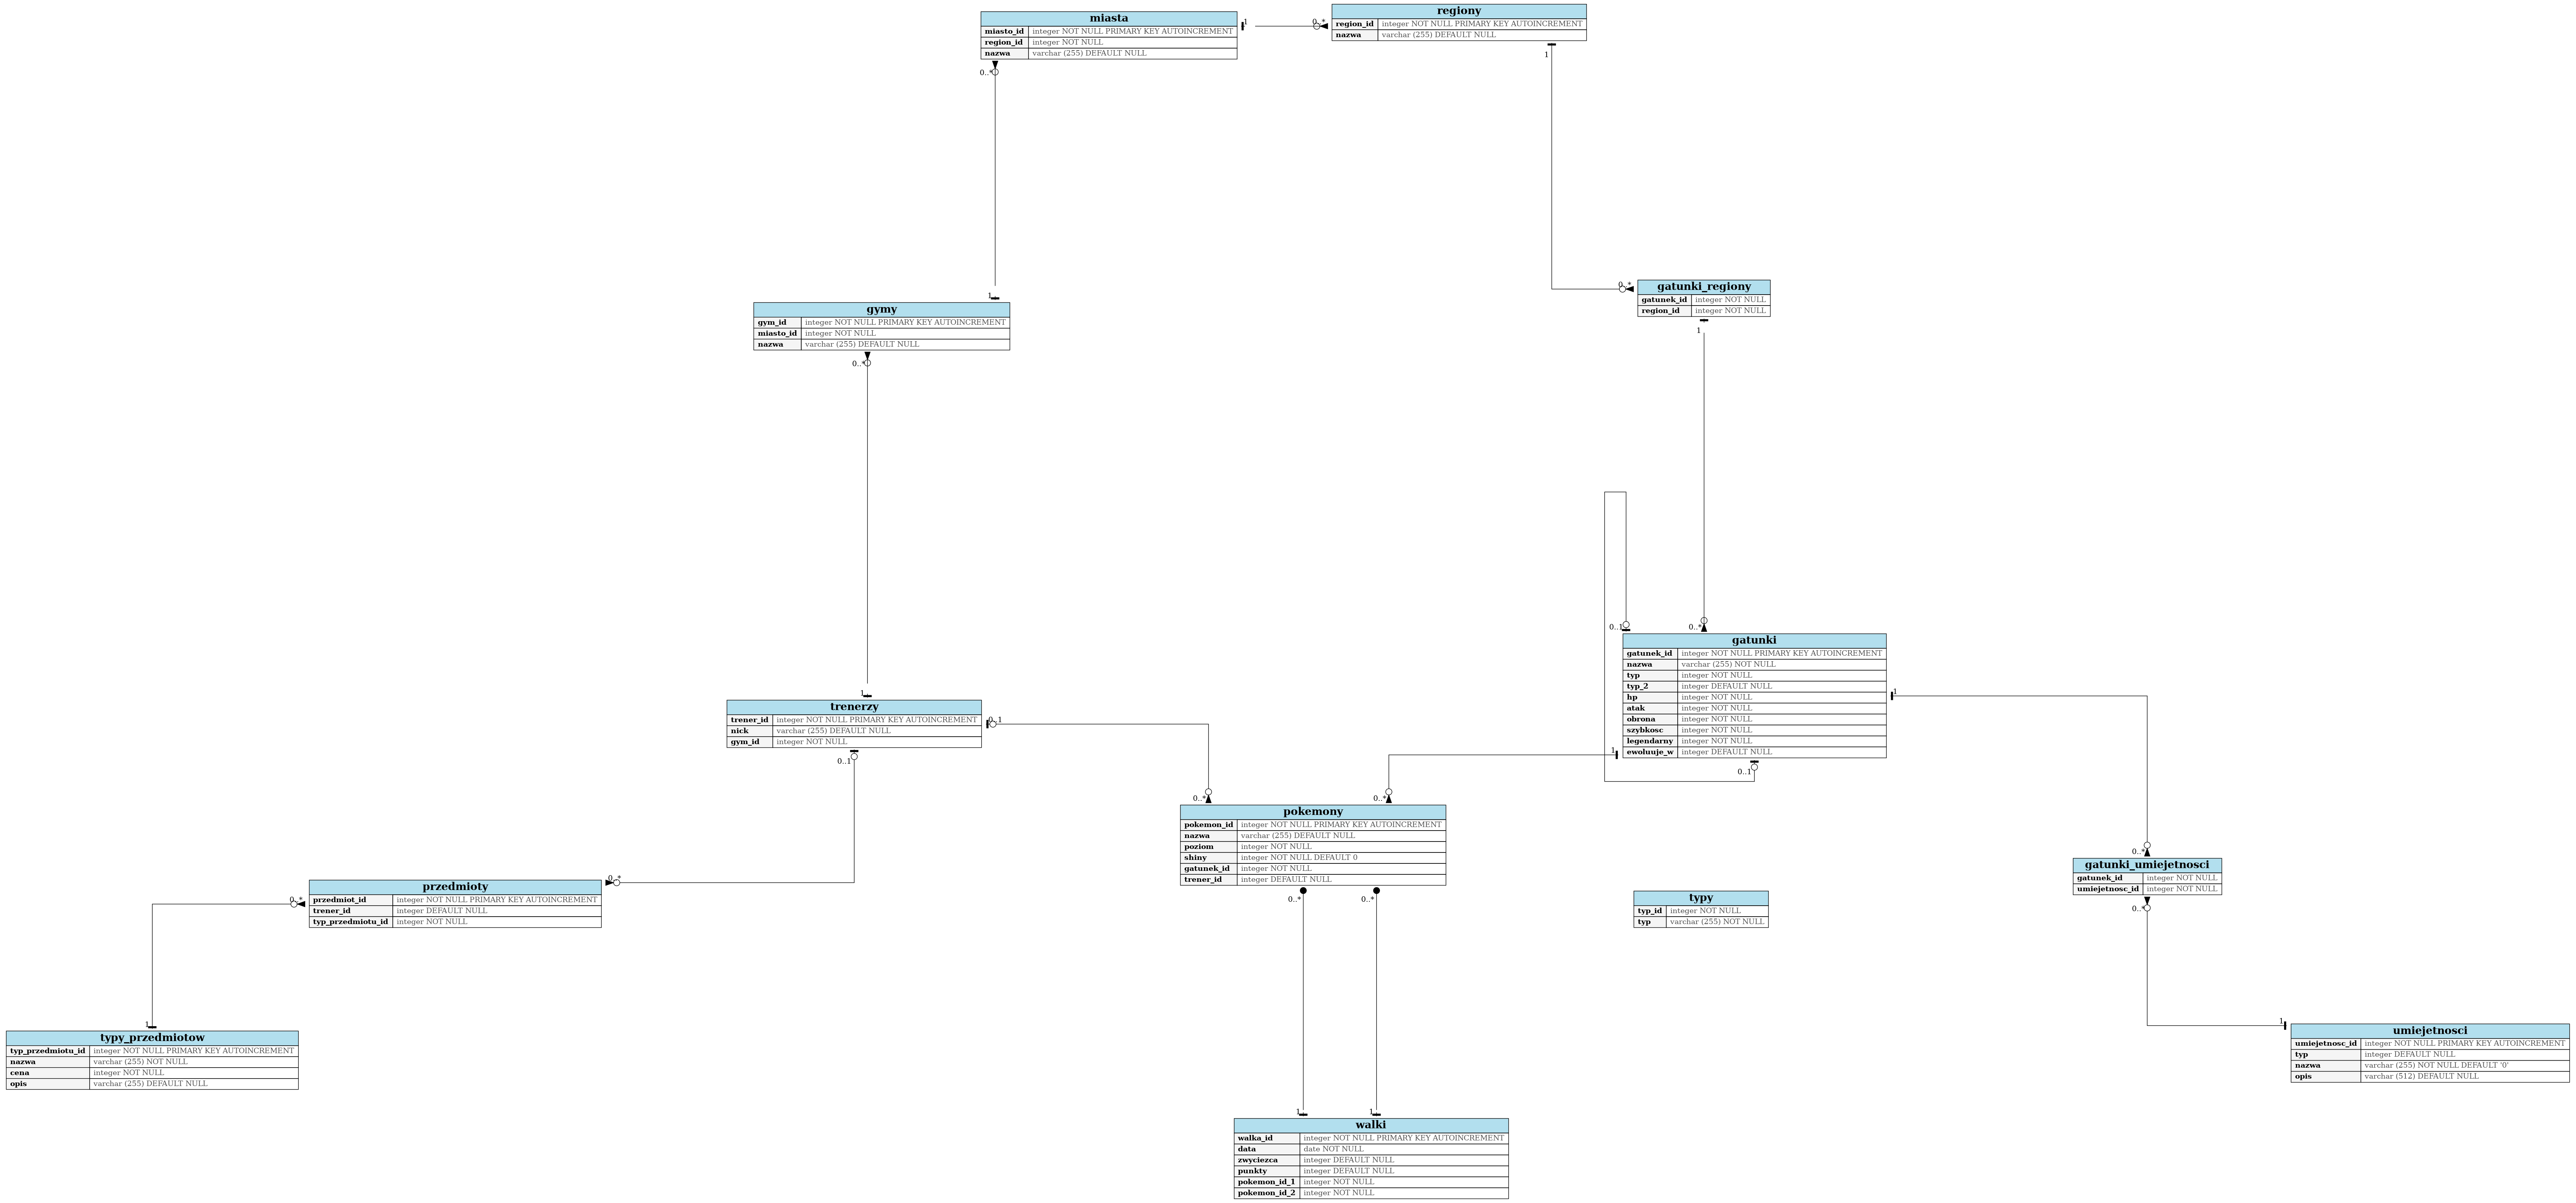 miasta
miasto_id integer NOT NULL PRIMARY KEY AUTOINCREMENT
region_id integer NOT NULL
nazwa varchar (255) DEFAULT NULL
1
0..*
regiony
region_id integer NOT NULL PRIMARY KEY AUTOINCREMENT
nazwa varchar (255) DEFAULT NULL
1
0..*
0..*
gatunki_regiony
gatunek_id integer NOT NULL
region_id integer NOT NULL
1
1
gymy
gym_id integer NOT NULL PRIMARY KEY AUTOINCREMENT
miasto_id integer NOT NULL
nazwa varchar (255) DEFAULT NULL
0..*
0..1
0..*
gatunki
gatunek_id integer NOT NULL PRIMARY KEY AUTOINCREMENT
nazwa varchar (255) NOT NULL
typ integer NOT NULL
typ_2 integer DEFAULT NULL
hp integer NOT NULL
atak integer NOT NULL
obrona integer NOT NULL
szybkosc integer NOT NULL
legendarny integer NOT NULL
ewoluuje_w integer DEFAULT NULL
1
1
0..1
1
trenerzy
trener_id integer NOT NULL PRIMARY KEY AUTOINCREMENT
nick varchar (255) DEFAULT NULL
gym_id integer NOT NULL
0..1
0..1
0..*
0..*
pokemony
pokemon_id integer NOT NULL PRIMARY KEY AUTOINCREMENT
nazwa varchar (255) DEFAULT NULL
poziom integer NOT NULL
shiny integer NOT NULL DEFAULT 0
gatunek_id integer NOT NULL
trener_id integer DEFAULT NULL
0..*
0..*
0..*
gatunki_umiejetnosci
gatunek_id integer NOT NULL
umiejetnosc_id integer NOT NULL
0..*
0..*
0..*
przedmioty
przedmiot_id integer NOT NULL PRIMARY KEY AUTOINCREMENT
trener_id integer DEFAULT NULL
typ_przedmiotu_id integer NOT NULL
typy
typ_id integer NOT NULL
typ varchar (255) NOT NULL
1
typy_przedmiotow
typ_przedmiotu_id integer NOT NULL PRIMARY KEY AUTOINCREMENT
nazwa varchar (255) NOT NULL
cena integer NOT NULL
opis varchar (255) DEFAULT NULL
1
umiejetnosci
umiejetnosc_id integer NOT NULL PRIMARY KEY AUTOINCREMENT
typ integer DEFAULT NULL
nazwa varchar (255) NOT NULL DEFAULT '0'
opis varchar (512) DEFAULT NULL
1
1
walki
walka_id integer NOT NULL PRIMARY KEY AUTOINCREMENT
data date NOT NULL
zwyciezca integer DEFAULT NULL
punkty integer DEFAULT NULL
pokemon_id_1 integer NOT NULL
pokemon_id_2 integer NOT NULL